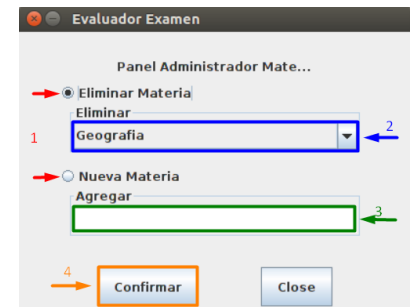 Evaluador Examen
Panel Administrador Mate...
Eliminar Materia
Eliminar
1 Geografia 2
Nueva Materia
Agregar
3
4
Confirmar Close